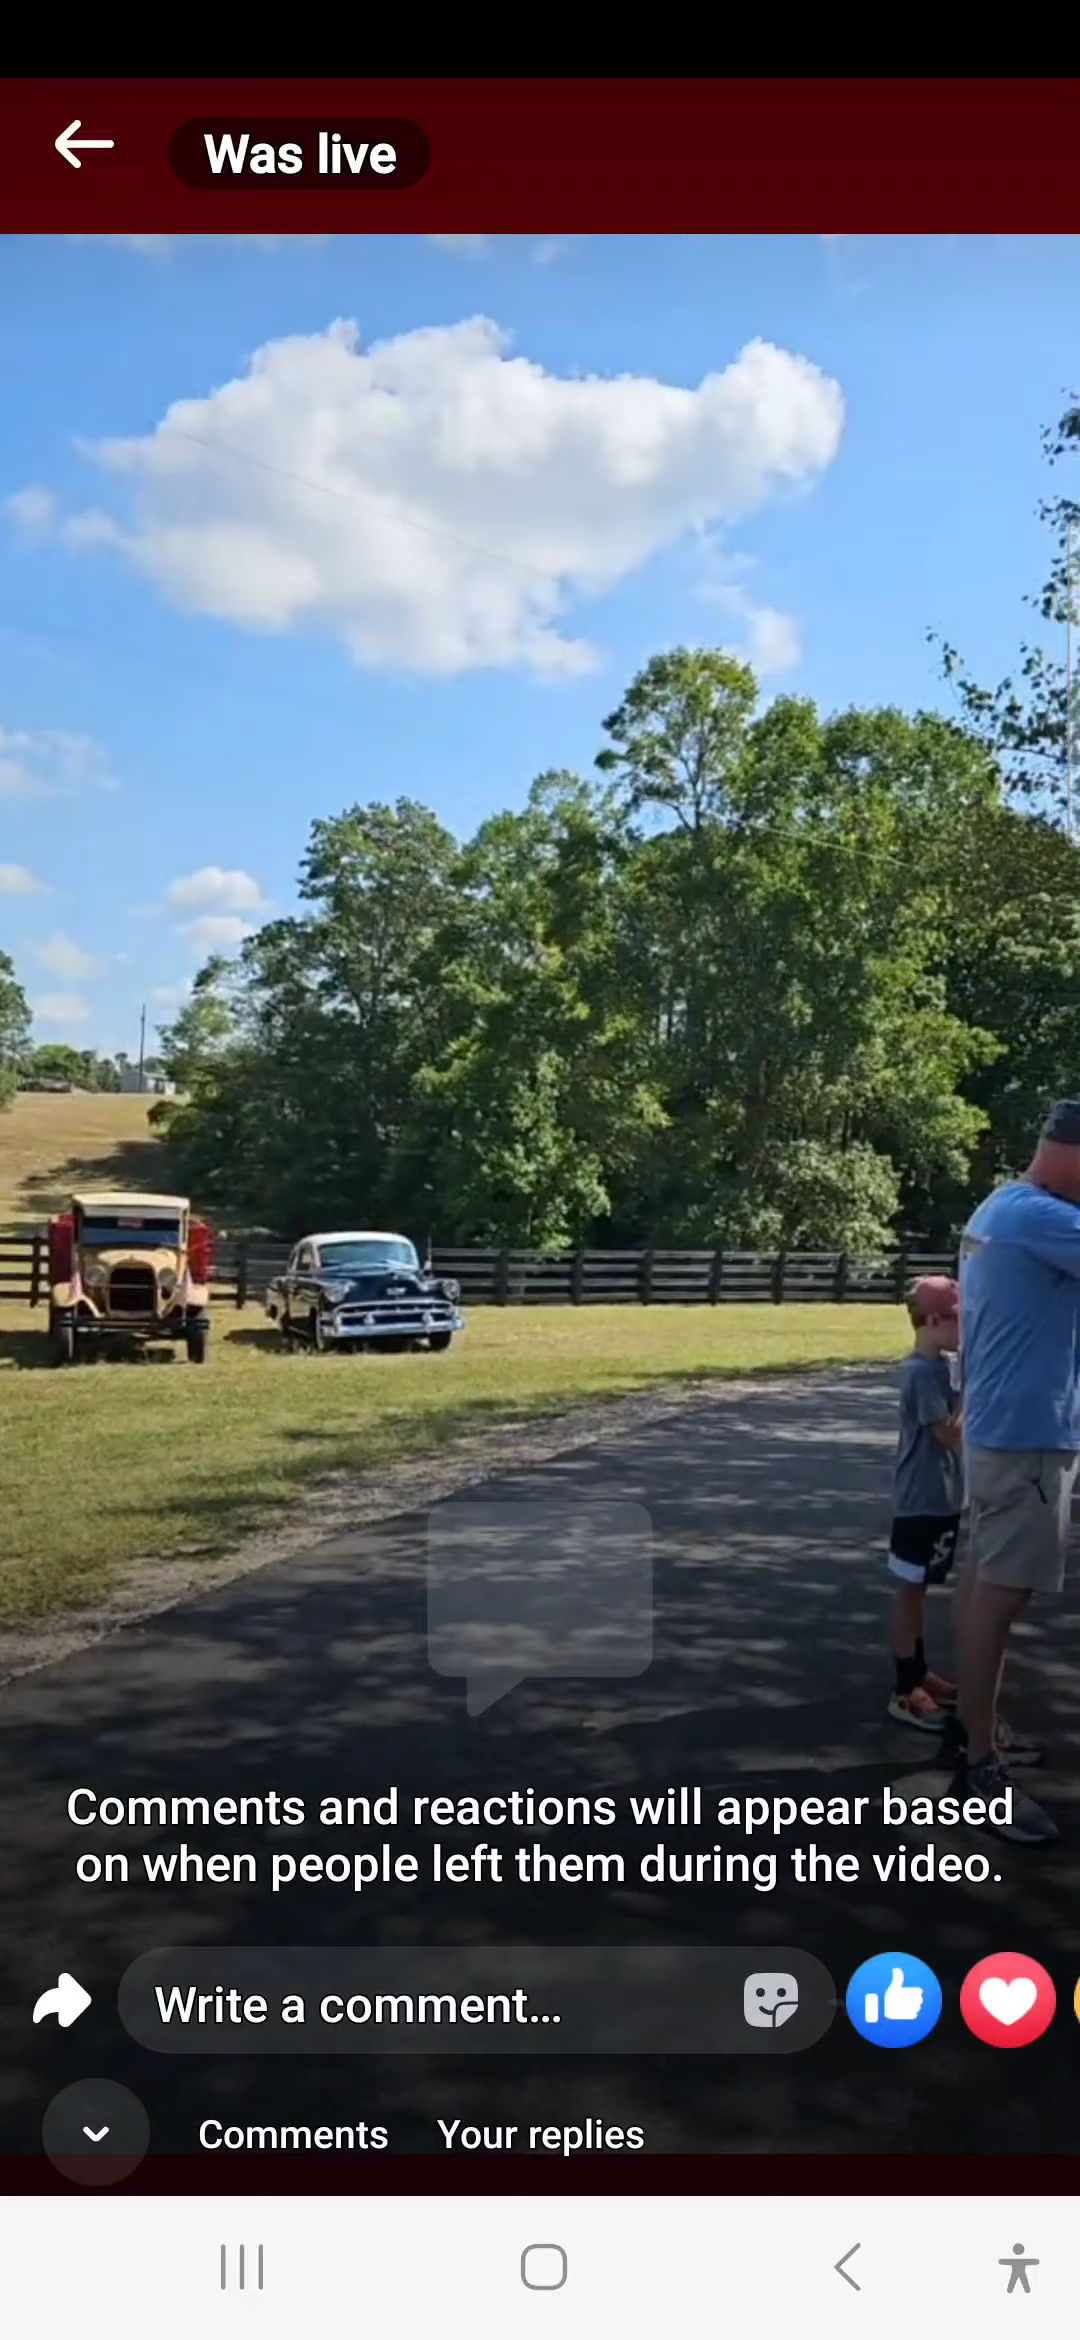 Was live
Comments and reactions will appear based
on when people left them during the video.
Write a comment...
Comments Your replies